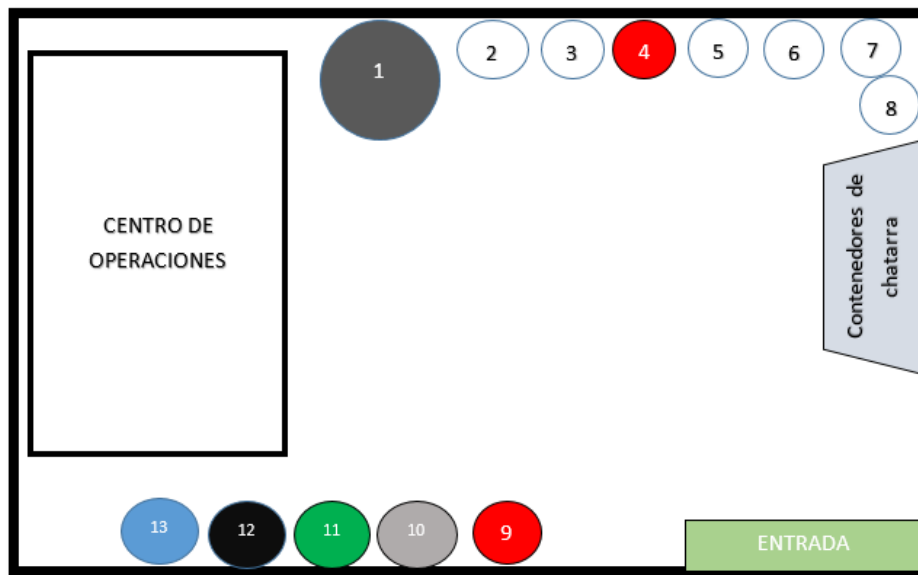 1
2
3
4
5
6
7
8
CENTRO DE
OPERACIONES
Contenedores de
chatarra
13
12
11
10
9
ENTRADA